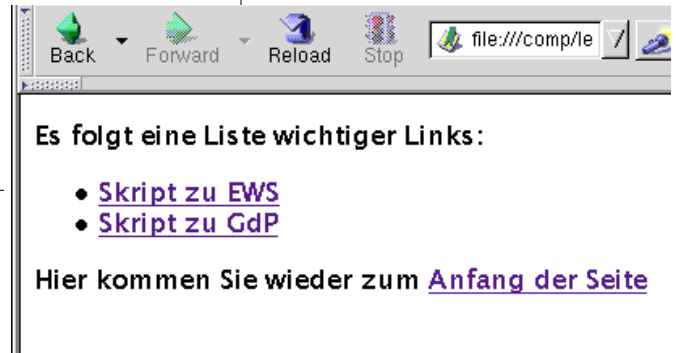 Back Forward Reload Stop file:///comp/le
Es folgt eine Liste wichtiger Links:
• Skript zu EWS
• Skript zu GdP
Hier kommen Sie wieder zum Anfang der Seite